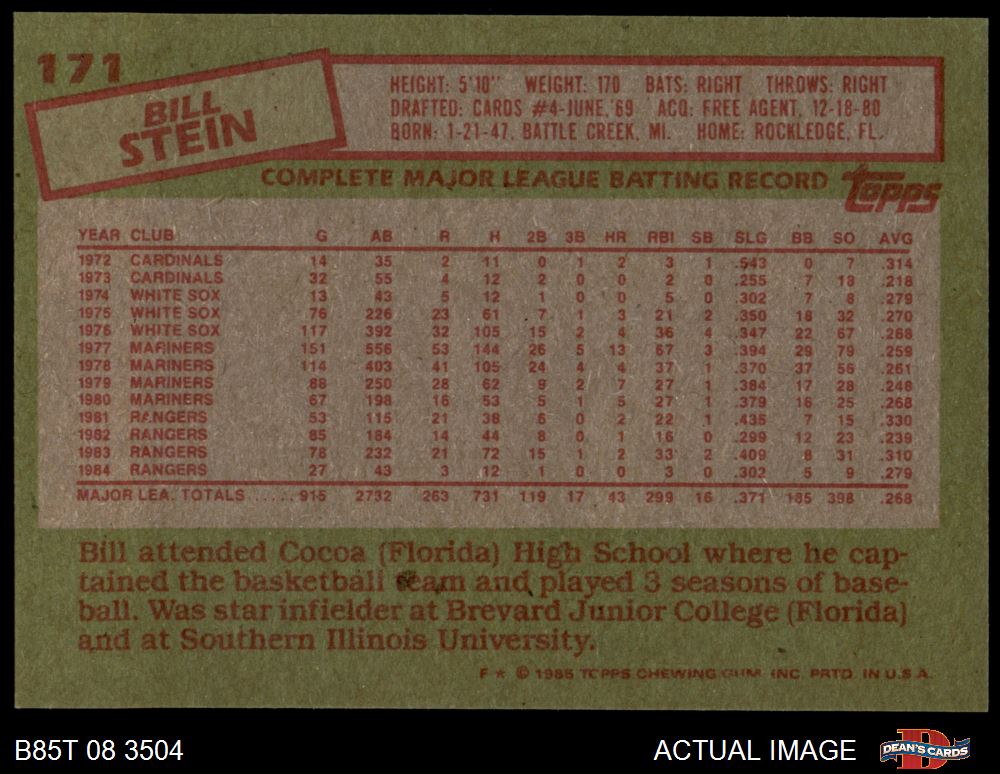 171
BILL
STEIN
HEIGHT: 5'10" WEIGHT: 170 BATS: RIGHT THROWS: RIGHT
DRAFTED: CARDS #4-JUNE,'69 ACQ: FREE AGENT, 12-18-80
BORN: 1-21-47, BATTLE CREEK, MI. HOME: ROCKLEDGE, FL.
COMPLETE MAJOR LEAGUE BATTING RECORD topps
YEAR CLUB G AB R H 2B 3B HR RBI SB SLG BB SO AVG
1972 CARDINALS 14 35 2 11 0 1 2 3 1 .543 0 7 .314
1973 CARDINALS 32 55 4 12 2 0 0 2 0 .255 7 18 .218
1974 WHITE SOX 13 43 5 12 1 0 0 5 0 .302 7 8 .279
1975 WHITE SOX 76 226 23 61 7 1 3 21 2 .350 18 32 .270
1976 WHITE SOX 117 392 32 105 15 2 4 36 4 .347 22 67 .268
1977 MARINERS 151 556 53 144 26 5 13 67 3 .394 29 79 .259
1978 MARINERS 114 403 41 105 24 4 4 37 1 .370 37 56 .261
1979 MARINERS 88 250 28 62 9 2 7 27 1 .384 17 28 .248
1980 MARINERS 67 198 16 53 5 1 5 27 1 .379 16 25 .268
1981 RANGERS 53 115 21 38 6 0 2 22 1 .435 7 15 .330
1982 RANGERS 85 184 14 44 8 0 1 16 0 .299 12 23 .239
1983 RANGERS 78 232 21 72 15 1 2 33 2 .409 8 31 .310
1984 RANGERS 27 43 3 12 1 0 0 3 0 .302 5 9 .279
MAJOR LEA. TOTALS ..... 915 2732 263 731 119 17 43 299 16 .371 185 398 .268
Bill attended Cocoa (Florida) High School where he cap-
tained the basketball team and played 3 seasons of base-
ball. Was star infielder at Brevard Junior College (Florida)
and at Southern Illinois University.
F * © 1985 TOPPS CHEWING GUM, INC. PRTD. IN U.S.A.
B85T 08 3504 ACTUAL IMAGE DEAN'S CARDS